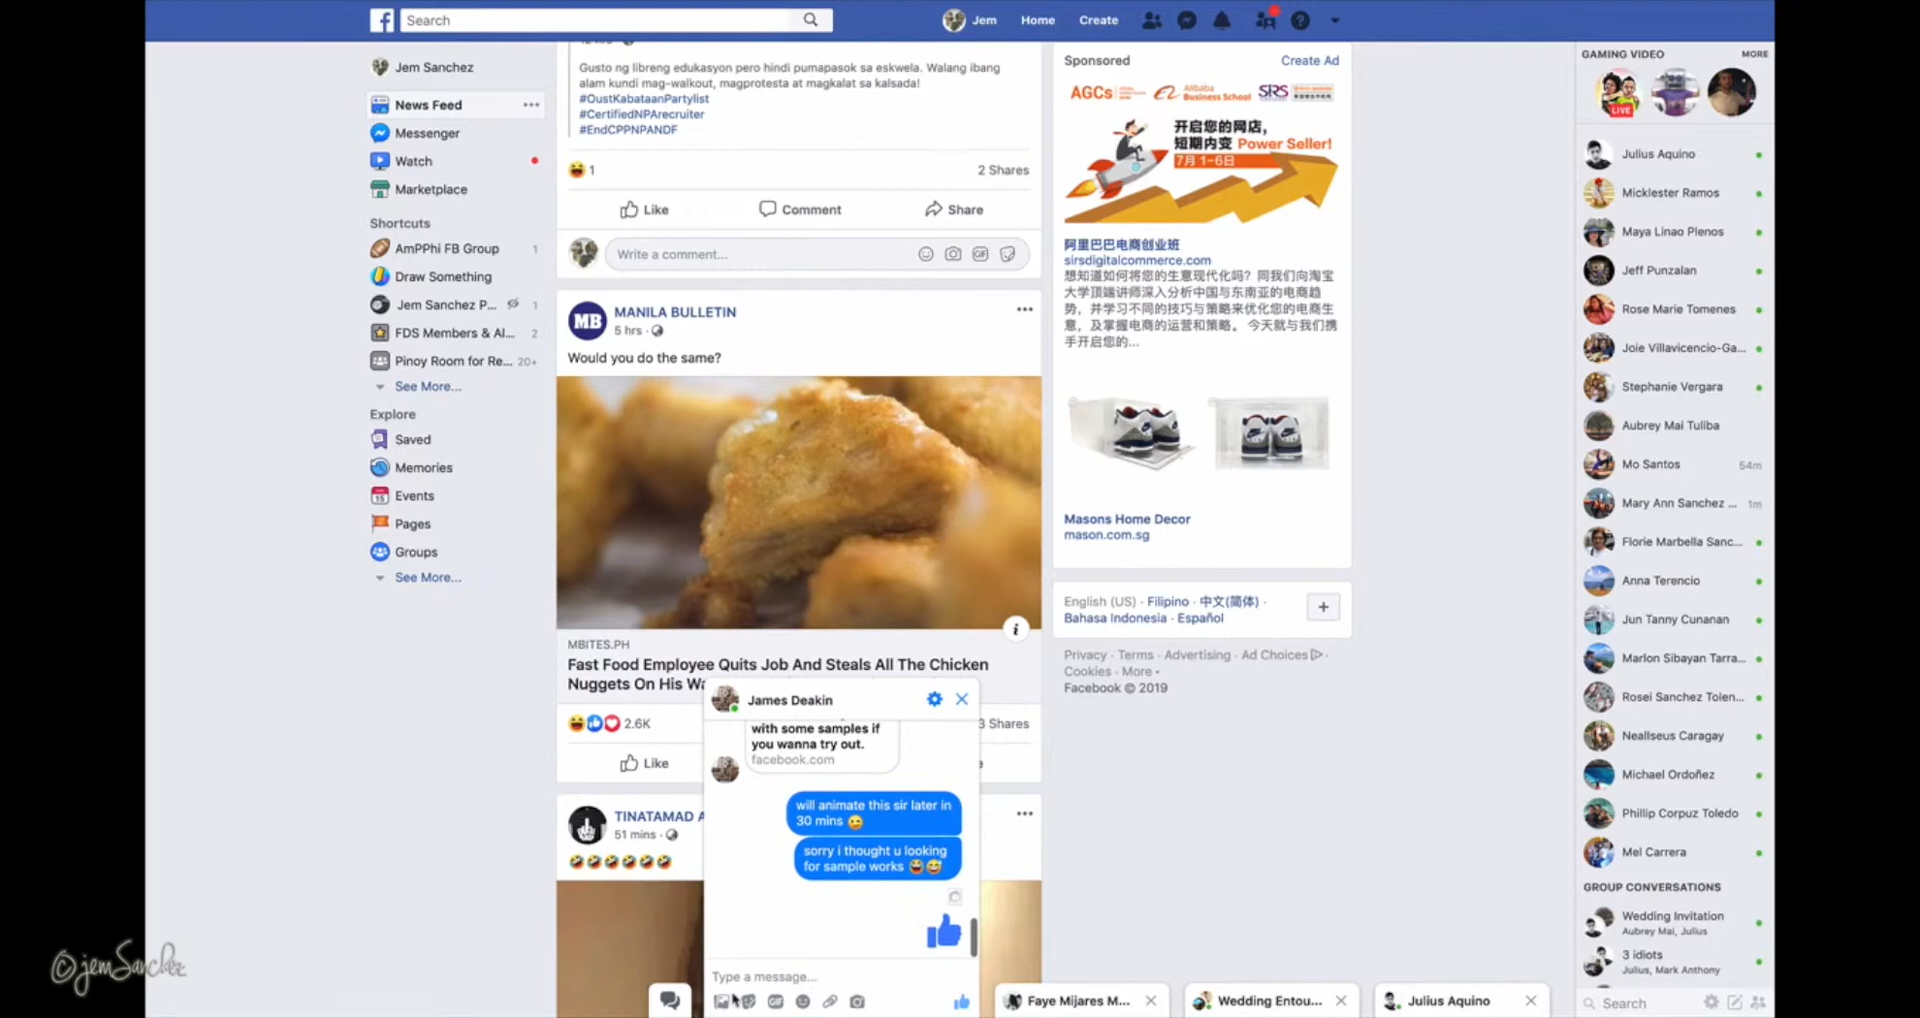 Search
Jem
Home
Create
Jem Sanchez
News Feed
Messenger
Watch
Marketplace
Shortcuts
AmPPhi FB Group 1
Draw Something
Jem Sanchez P... 1
FDS Members & Al... 2
Pinoy Room for Re... 20+
See More...
Explore
Saved
Memories
Events
Pages
Groups
See More...
Gusto ng libreng edukasyon pero hindi pumapasok sa eskwela. Walang ibang
alam kundi mag-walkout, magprotesta at magkalat sa kalsada!
#OustKabataanPartylist
#CertifiedNPArecruiter
#EndCPPNPANDF
1
2 Shares
Like
Comment
Share
Write a comment...
GIF
MB
MANILA BULLETIN
5 hrs
Would you do the same?
MBITES.PH
Fast Food Employee Quits Job And Steals All The Chicken
Nuggets On His Wa
2.6K
3 Shares
Like
TINATAMAD A
51 mins
James Deakin
with some samples if
you wanna try out.
facebook.com
will animate this sir later in
30 mins
sorry i thought u looking
for sample works
Type a message...
GIF
Sponsored
Create Ad
AGCs
Alibaba
Business School
SRS
开启您的网店,
短期内变 Power Seller!
7月 1-6日
阿里巴巴电商创业班
sirsdigitalcommerce.com
想知道如何将您的生意现代化吗? 同我们向淘宝
大学顶端讲师深入分析中国与东南亚的电商趋
势，并学习不同的技巧与策略来优化您的电商生
意，及掌握电商的运营和策略。 今天就与我们携
手开启您的...
Masons Home Decor
mason.com.sg
English (US) · Filipino · 中文(简体) ·
Bahasa Indonesia · Español
Privacy · Terms · Advertising · Ad Choices ·
Cookies · More
Facebook © 2019
GAMING VIDEO
MORE
LIVE
Julius Aquino
Micklester Ramos
Maya Linao Plenos
Jeff Punzalan
Rose Marie Tomenes
Joie Villavicencio-Ga...
Stephanie Vergara
Aubrey Mai Tuliba
Mo Santos 54m
Mary Ann Sanchez ... 1m
Florie Marbella Sanc...
Anna Terencio
Jun Tanny Cunanan
Marlon Sibayan Tarra...
Rosei Sanchez Tolen...
Neallseus Caragay
Michael Ordoñez
Phillip Corpuz Toledo
Mel Carrera
GROUP CONVERSATIONS
Wedding Invitation
Aubrey Mai, Julius
3 idiots
Julius, Mark Anthony
Search
Faye Mijares M...
Wedding Entou...
Julius Aquino
©jemSanchez